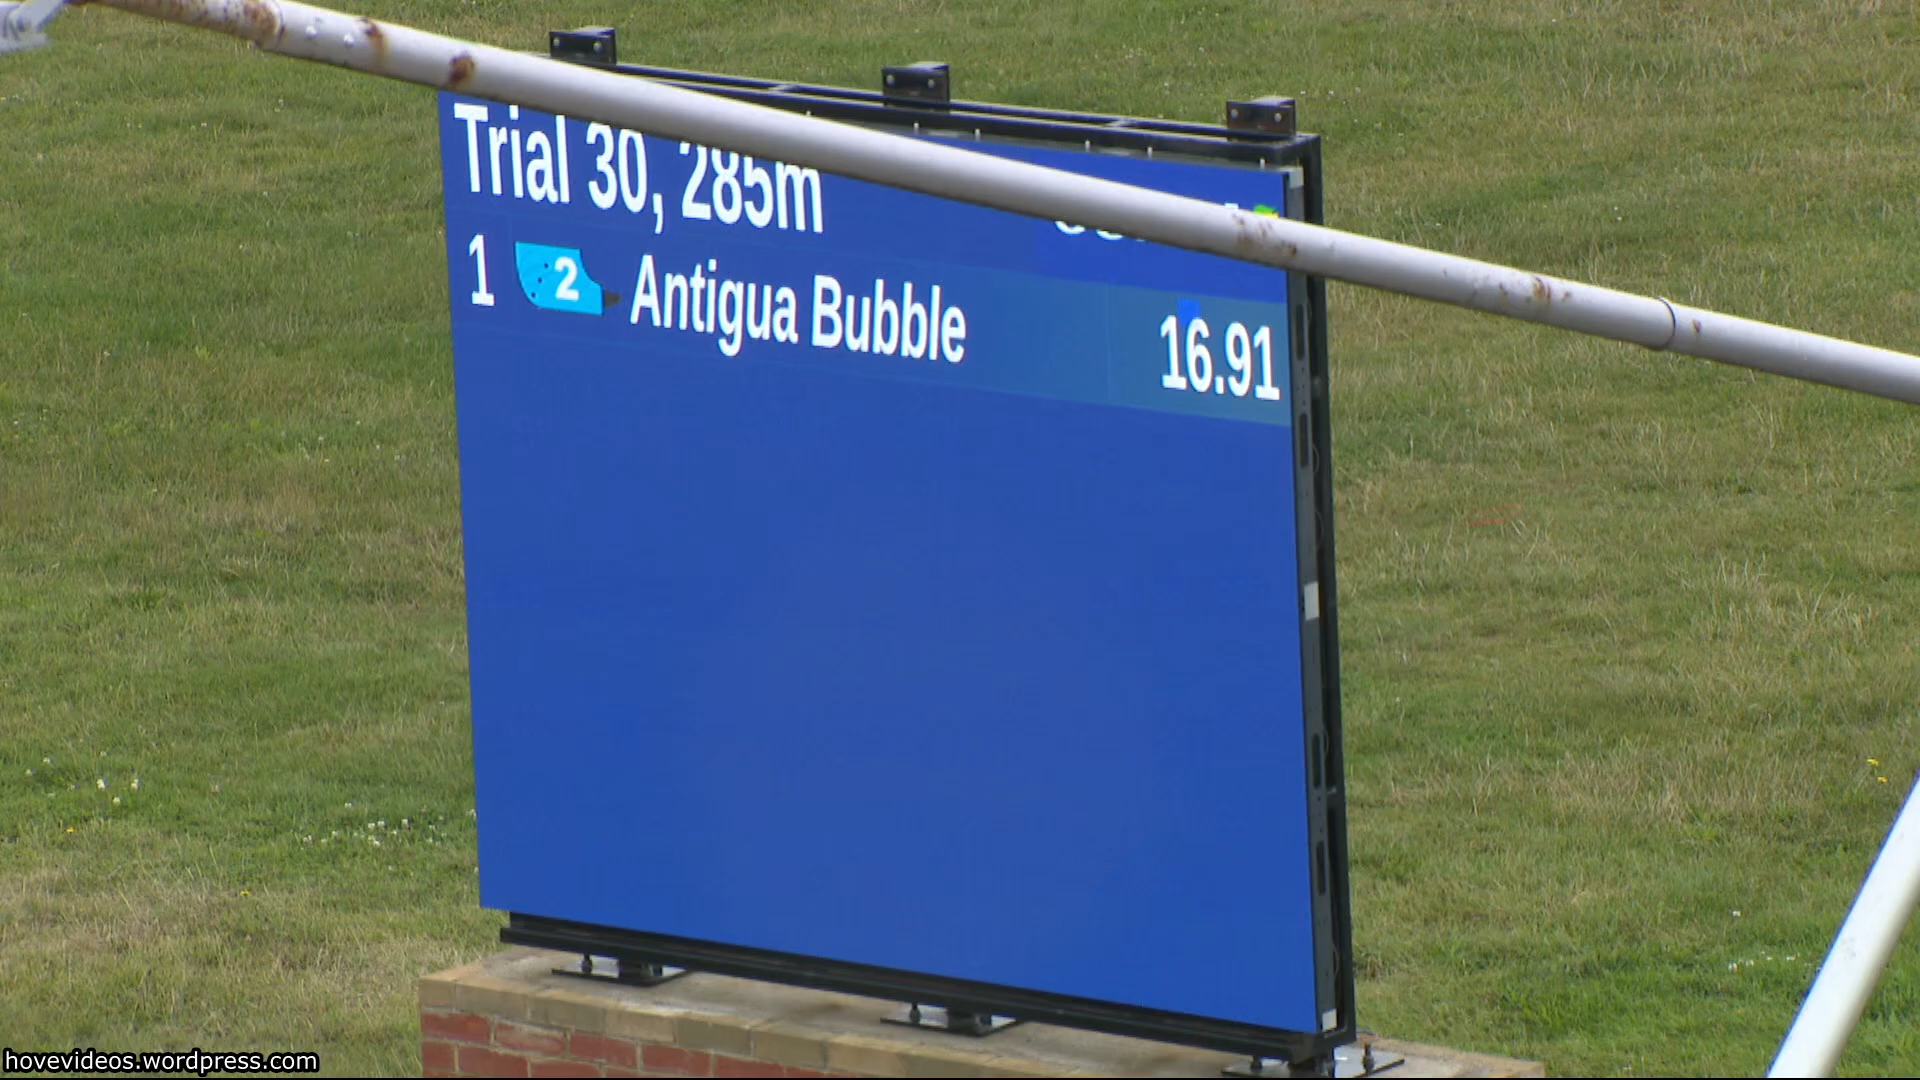 Trial 30, 285m
1 2 Antigua Bubble 16.91
hovevideos.wordpress.com